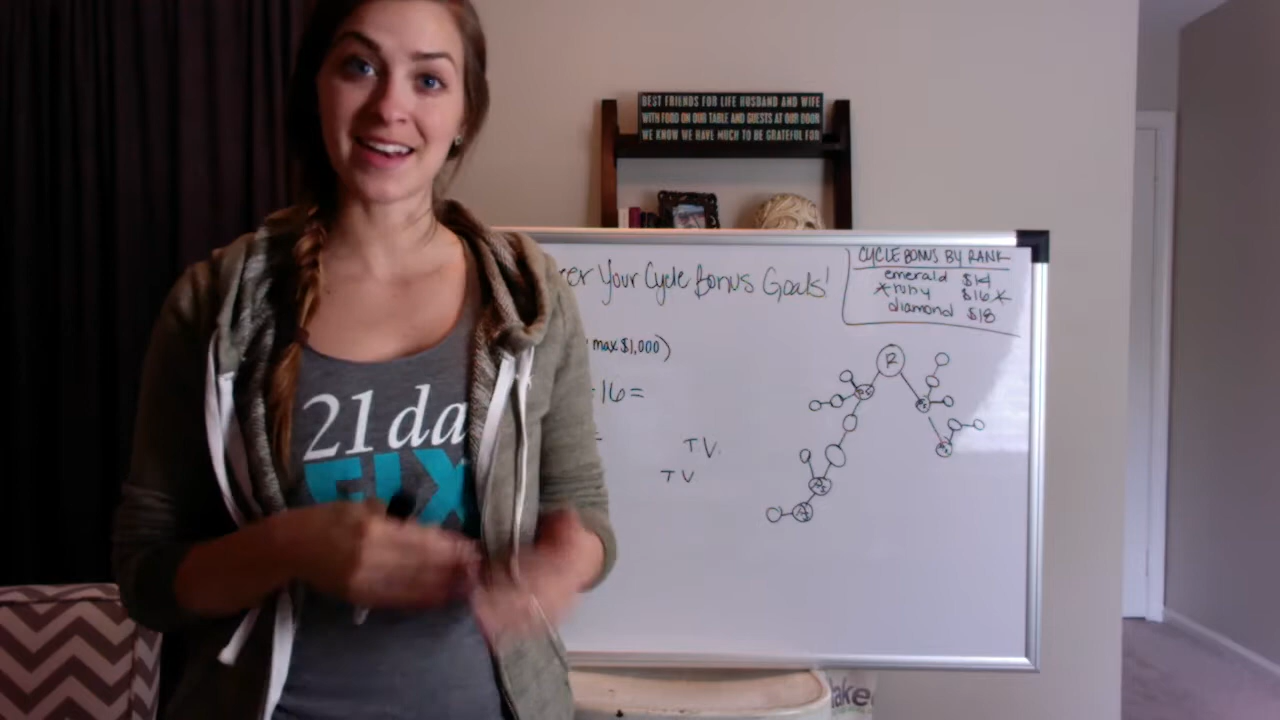 BEST FRIENDS FOR LIFE HUSBAND AND WIFE
WITH FOOD ON OUR TABLE AND GUESTS AT OUR DOOR
WE KNOW WE HAVE MUCH TO BE GRATEFUL FOR
er Your Cycle Bonus Goals!
CYCLE BONUS BY RANK
emerald $14
*ruby $16*
diamond $18
max $1,000)
16=
TV.
TV
R
21 da
FIX
ake